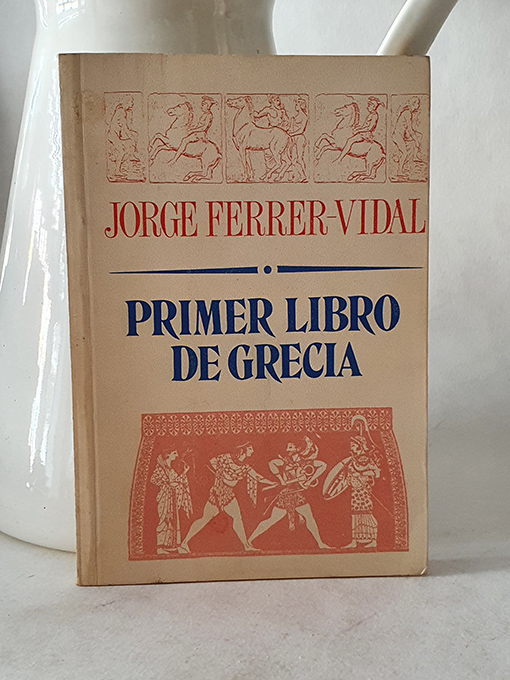 JORGE FERRER-VIDAL
PRIMER LIBRO
DE GRECIA